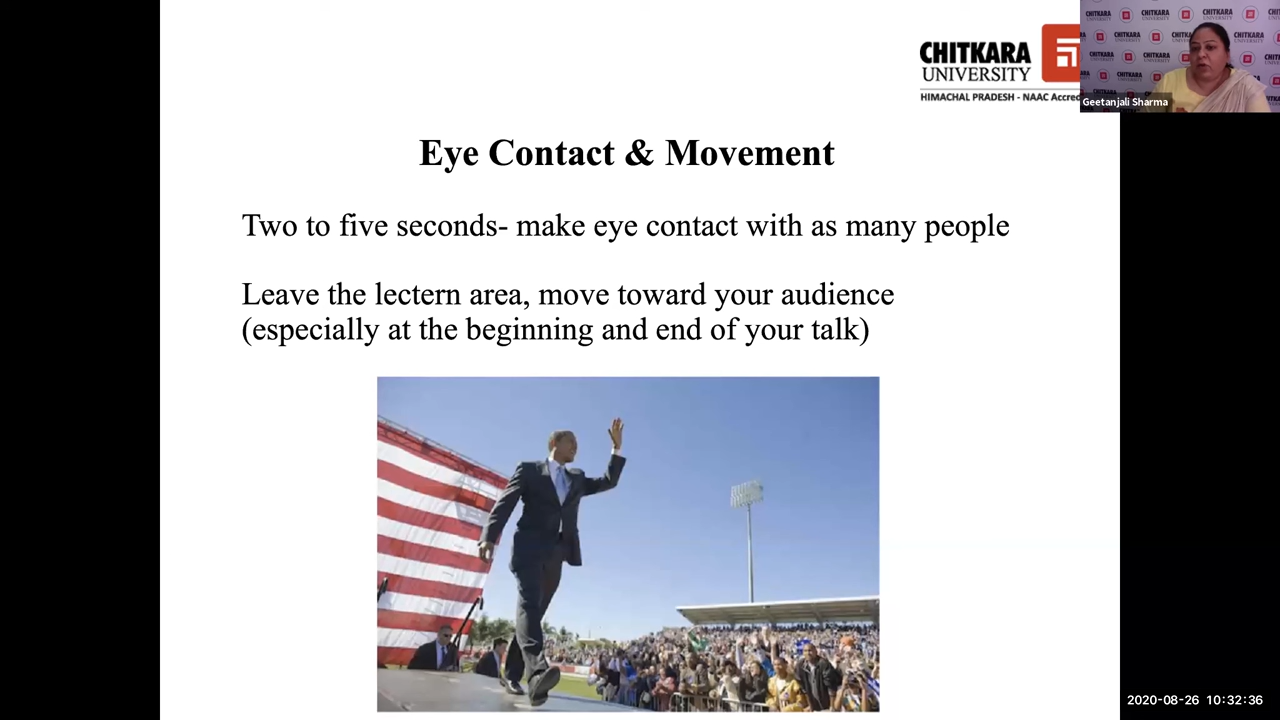 CHITKARA
UNIVERSITY
HIMACHAL PRADESH - NAAC Accred
Geetanjali Sharma
Eye Contact & Movement
Two to five seconds- make eye contact with as many people
Leave the lectern area, move toward your audience
(especially at the beginning and end of your talk)
2020-08-26 10:32:36